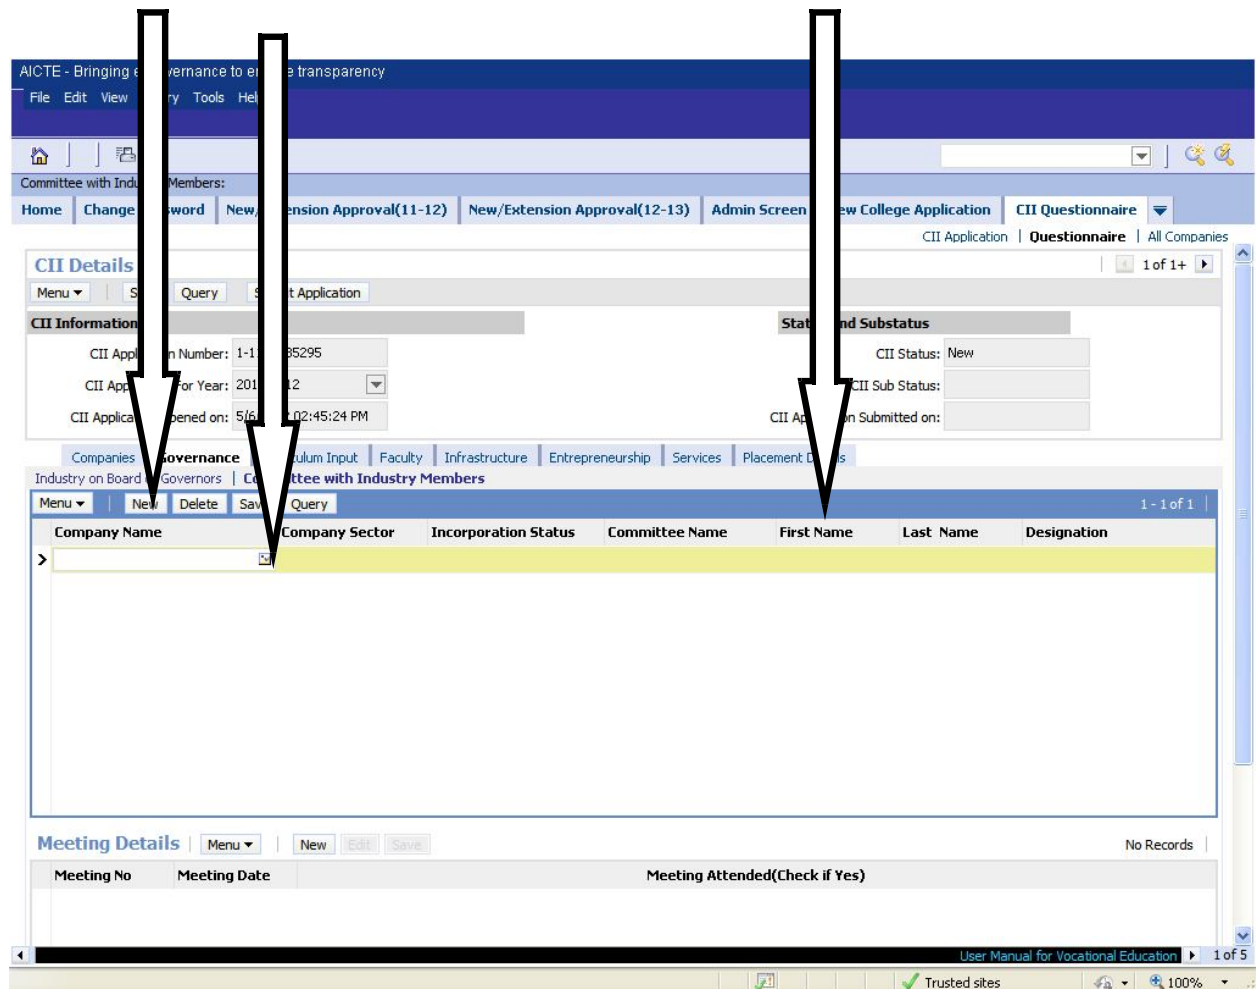 AICTE - Bringing e vernance to e e transparency
File Edit View ry Tools Hel
Committee with Indu Members:
Home Change sword New/ ension Approval(11-12) New/Extension Approval(12-13) Admin Screen ew College Application CII Questionnaire
CII Application | Questionnaire | All Companies
CII Details
1 of 1+
Menu S Query S t Application
CII Information
Stat nd Substatus
CII Appl n Number: 1-1 35295
CII Status: New
CII App For Year: 201 12
CII Sub Status:
CII Applica pened on: 5/6 02:45:24 PM
CII Ap on Submitted on:
Companies overnance ulum Input Faculty Infrastructure Entrepreneurship Services Placement D s
Industry on Board Governors | Co ttee with Industry Members
Menu New Delete Sav Query
1 - 1 of 1
Company Name Company Sector Incorporation Status Committee Name First Name Last Name Designation
Meeting Details Menu New Edit Save
No Records
Meeting No Meeting Date Meeting Attended(Check if Yes)
User Manual for Vocational Education 1 of 5
Trusted sites 100%